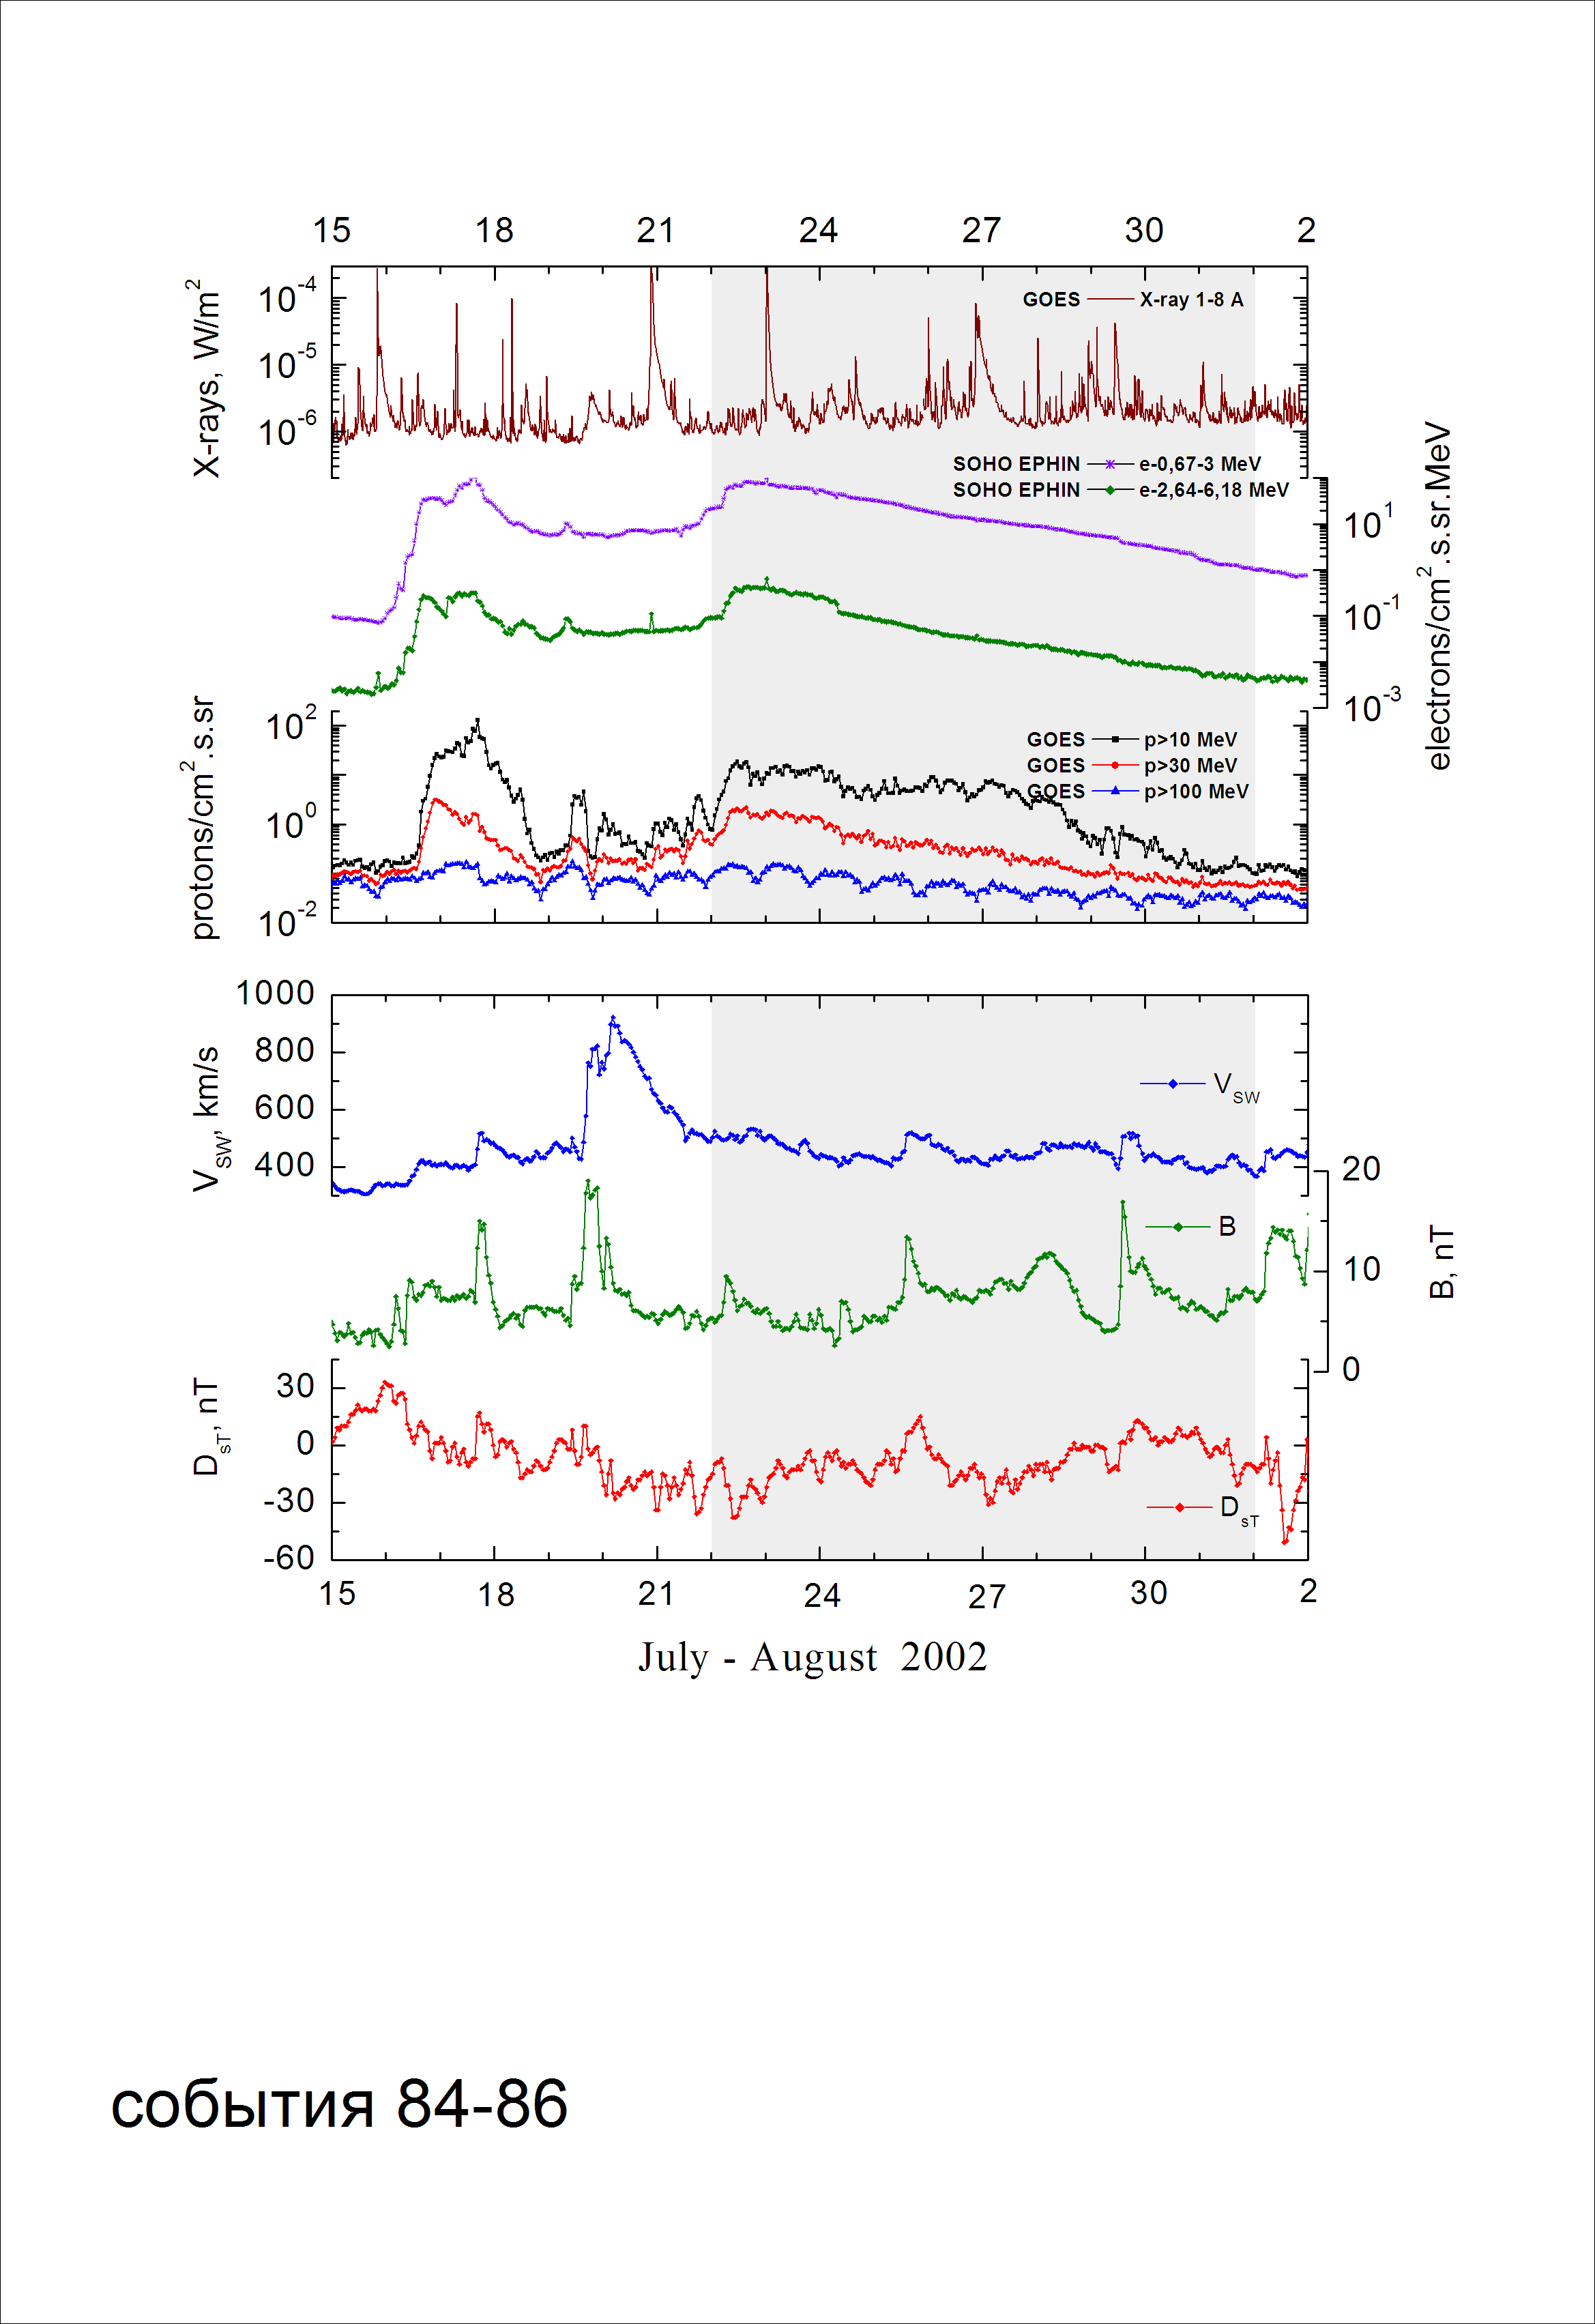 15 18 21 24 27 30 2
X-rays, W/m2
10-4
10-5
10-6
GOES X-ray 1-8 A
SOHO EPHIN e-0,67-3 MeV
SOHO EPHIN e-2,64-6,18 MeV
electrons/cm2.s.sr.MeV
101
10-1
10-3
protons/cm2.s.sr
102
100
10-2
GOES p>10 MeV
GOES p>30 MeV
GOES p>100 MeV
VSW, km/s
1000
800
600
400
VSW
B, nT
20
10
0
B
DsT, nT
30
0
-30
-60
DsT
15 18 21 24 27 30 2
July - August 2002
события 84-86